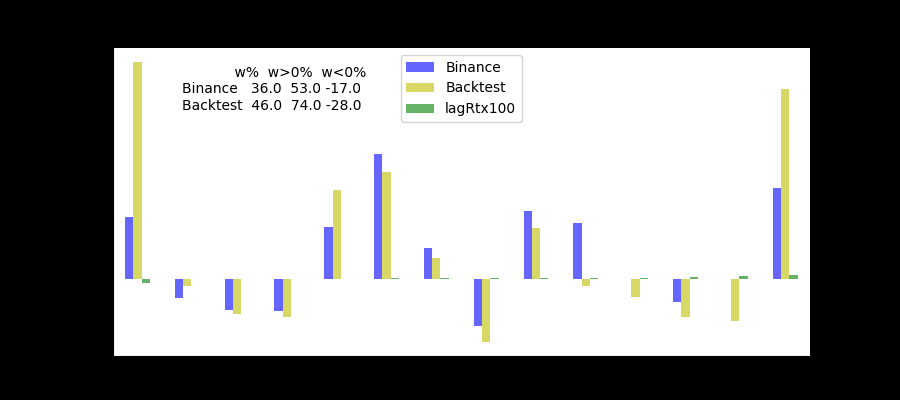 w% w>0% w<0%
Binance 36.0 53.0 -17.0
Backtest 46.0 74.0 -28.0
Binance
Backtest
lagRtx100